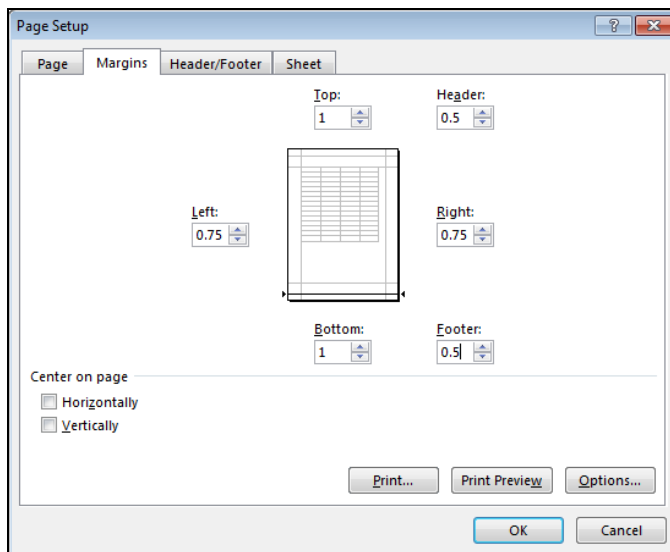 Page Setup
Page Margins Header/Footer Sheet
Top: Header:
1 0.5
Left: Right:
0.75 0.75
Bottom: Footer:
1 0.5
Center on page
Horizontally
Vertically
Print... Print Preview Options...
OK Cancel